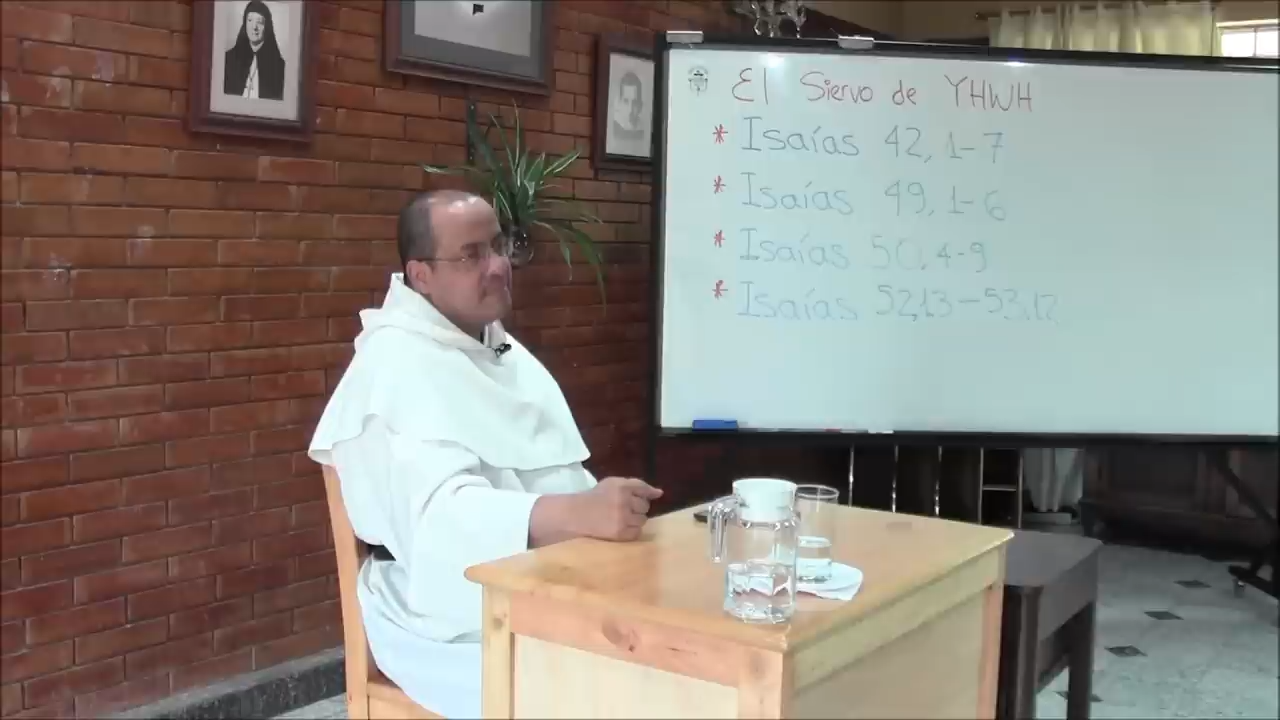 El Siervo de YHWH
* Isaías 42, 1-7
* Isaías 49, 1-6
* Isaías 50, 4-9
* Isaías 52,13-53,12